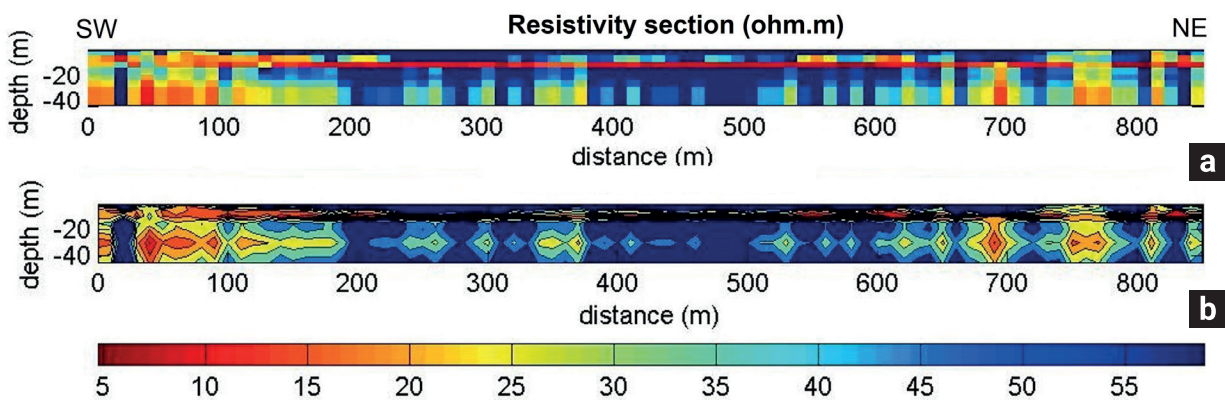 SW Resistivity section (ohm.m) NE
depth (m)
-20
-40
0 100 200 300 400 500 600 700 800
distance (m)
a
depth (m)
-20
-40
0 100 200 300 400 500 600 700 800
distance (m)
b
5 10 15 20 25 30 35 40 45 50 55